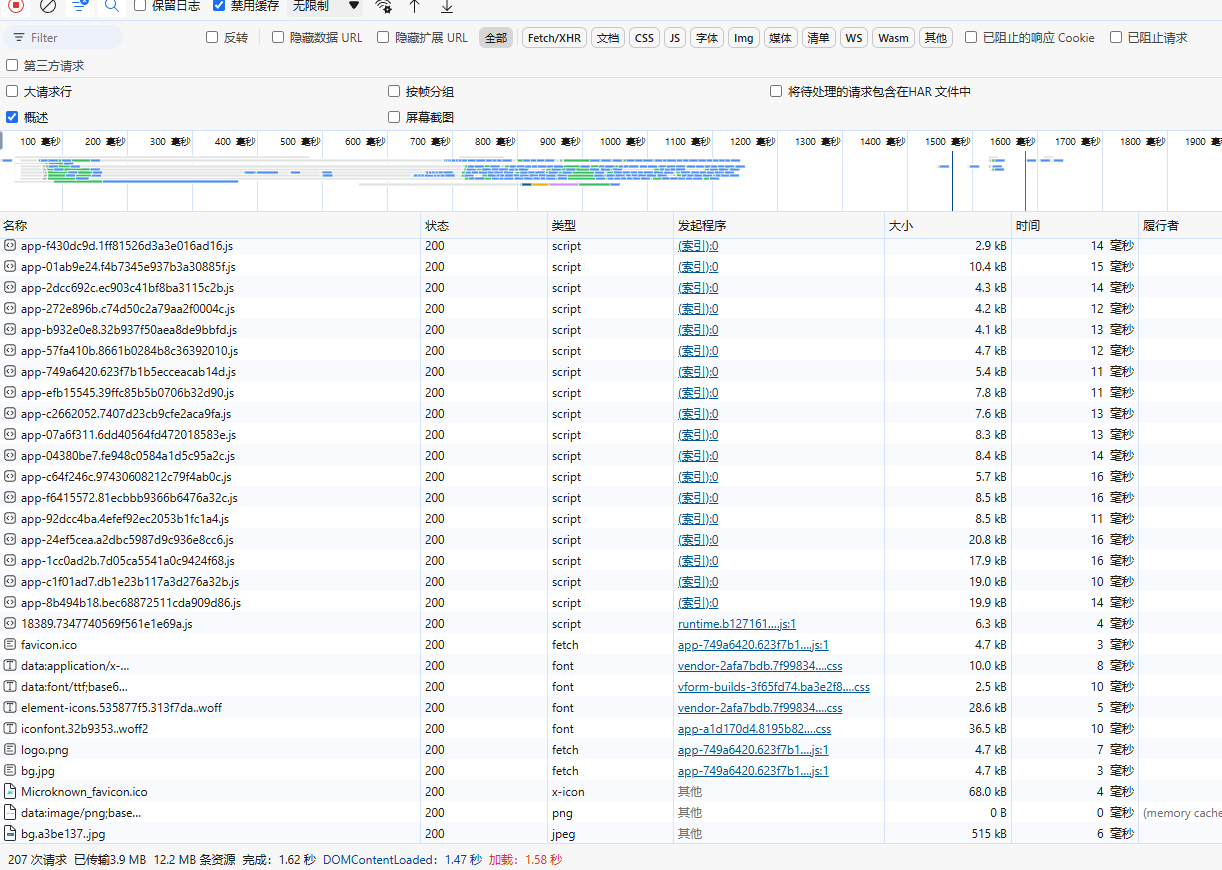 保留日志 禁用缓存 无限制
Filter 反转 隐藏数据 URL 隐藏扩展 URL 全部 Fetch/XHR 文档 CSS JS 字体 Img 媒体 清单 WS Wasm 其他 已阻止的响应 Cookie 已阻止请求
第三方请求
大请求行 按帧分组 将待处理的请求包含在HAR 文件中
概述 屏幕截图
100 毫秒 200 毫秒 300 毫秒 400 毫秒 500 毫秒 600 毫秒 700 毫秒 800 毫秒 900 毫秒 1000 毫秒 1100 毫秒 1200 毫秒 1300 毫秒 1400 毫秒 1500 毫秒 1600 毫秒 1700 毫秒 1800 毫秒 1900 毫
名称 状态 类型 发起程序 大小 时间 履行者
app-f430dc9d.1ff81526d3a3e016ad16.js 200 script (索引):0 2.9 kB 14 毫秒
app-01ab9e24.f4b7345e937b3a30885f.js 200 script (索引):0 10.4 kB 15 毫秒
app-2dcc692c.ec903c41bf8ba3115c2b.js 200 script (索引):0 4.3 kB 14 毫秒
app-272e896b.c74d50c2a79aa2f0004c.js 200 script (索引):0 4.2 kB 12 毫秒
app-b932e0e8.32b937f50aea8de9bbfd.js 200 script (索引):0 4.1 kB 13 毫秒
app-57fa410b.8661b0284b8c36392010.js 200 script (索引):0 4.7 kB 12 毫秒
app-749a6420.623f7b1b5ecceacab14d.js 200 script (索引):0 5.4 kB 11 毫秒
app-efb15545.39ffc85b5b0706b32d90.js 200 script (索引):0 7.8 kB 11 毫秒
app-c2662052.7407d23cb9cfe2aca9fa.js 200 script (索引):0 7.6 kB 13 毫秒
app-07a6f311.6dd40564fd472018583e.js 200 script (索引):0 8.3 kB 13 毫秒
app-04380be7.fe948c0584a1d5c95a2c.js 200 script (索引):0 8.4 kB 14 毫秒
app-c64f246c.97430608212c79f4ab0c.js 200 script (索引):0 5.7 kB 16 毫秒
app-f6415572.81ecbbb9366b6476a32c.js 200 script (索引):0 8.5 kB 16 毫秒
app-92dcc4ba.4efef92ec2053b1fc1a4.js 200 script (索引):0 8.5 kB 11 毫秒
app-24ef5cea.a2dbc5987d9c936e8cc6.js 200 script (索引):0 20.8 kB 16 毫秒
app-1cc0ad2b.7d05ca5541a0c9424f68.js 200 script (索引):0 17.9 kB 16 毫秒
app-c1f01ad7.db1e23b117a3d276a32b.js 200 script (索引):0 19.0 kB 10 毫秒
app-8b494b18.bec68872511cda909d86.js 200 script (索引):0 19.9 kB 14 毫秒
18389.7347740569f561e1e69a.js 200 script runtime.b127161....js:1 6.3 kB 4 毫秒
favicon.ico 200 fetch app-749a6420.623f7b1....js:1 4.7 kB 3 毫秒
data:application/x-... 200 font vendor-2afa7bdb.7f99834....css 10.0 kB 8 毫秒
data:font/ttf;base6... 200 font vform-builds-3f65fd74.ba3e2f8....css 2.5 kB 10 毫秒
element-icons.535877f5.313f7da..woff 200 font vendor-2afa7bdb.7f99834....css 28.6 kB 5 毫秒
iconfont.32b9353..woff2 200 font app-a1d170d4.8195b82....css 36.5 kB 10 毫秒
logo.png 200 fetch app-749a6420.623f7b1....js:1 4.7 kB 7 毫秒
bg.jpg 200 fetch app-749a6420.623f7b1....js:1 4.7 kB 3 毫秒
Microknown_favicon.ico 200 x-icon 其他 68.0 kB 4 毫秒
data:image/png;base... 200 png 其他 0 B 0 毫秒 (memory cache
bg.a3be137..jpg 200 jpeg 其他 515 kB 6 毫秒
207 次请求 已传输3.9 MB 12.2 MB 条资源 完成：1.62 秒 DOMContentLoaded：1.47 秒 加载：1.58 秒